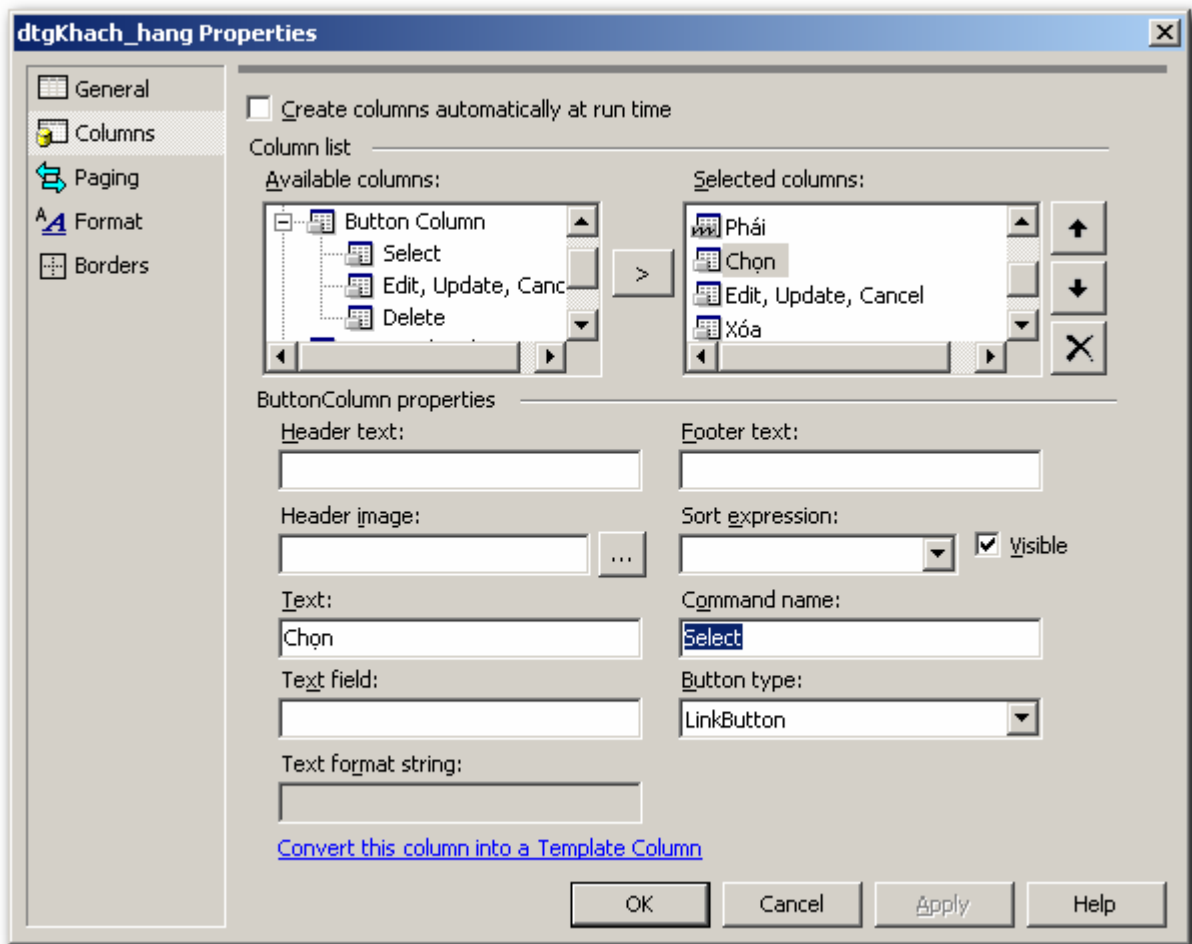 dtgKhach_hang Properties
General
Columns
Paging
Format
Borders
Create columns automatically at run time
Column list
Available columns:
Button Column
Select
Edit, Update, Canc
Delete
>
Selected columns:
Phái
Chọn
Edit, Update, Cancel
Xóa
ButtonColumn properties
Header text:
Footer text:
Header image:
...
Sort expression:
Visible
Text:
Chọn
Command name:
Select
Text field:
Button type:
LinkButton
Text format string:
Convert this column into a Template Column
OK
Cancel
Apply
Help